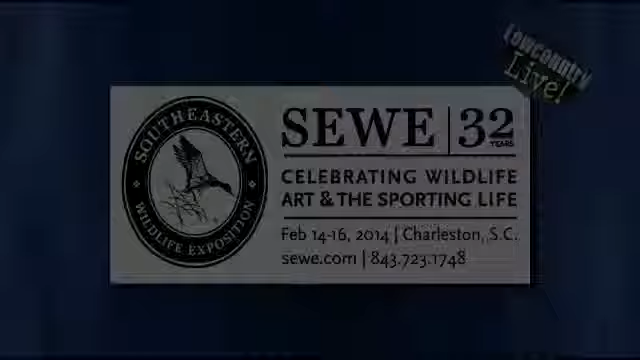 Lowcountry
Live!
SOUTHEASTERN
WILDLIFE EXPOSITION
SEWE | 32
YEARS
CELEBRATING WILDLIFE
ART & THE SPORTING LIFE
Feb 14-16, 2014 | Charleston, S.C.
sewe.com | 843.723.1748